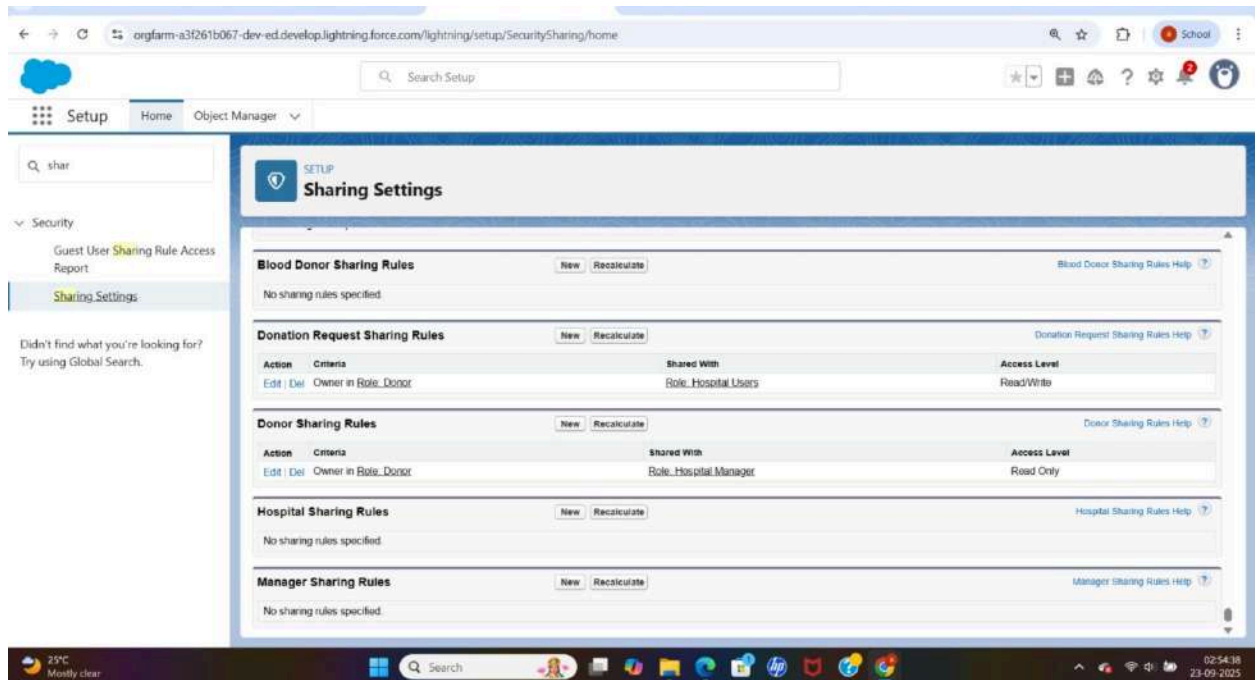 orgfarm-a3f261b067-dev-ed.develop.lightning.force.com/lightning/setup/SecuritySharing/home
School
Search Setup
2
Setup Home Object Manager
shar
SETUP
Sharing Settings
Security
Guest User Sharing Rule Access
Report
Sharing Settings
Didn't find what you're looking for?
Try using Global Search.
Blood Donor Sharing Rules New Recalculate Blood Donor Sharing Rules Help ?
No sharing rules specified.
Donation Request Sharing Rules New Recalculate Donation Request Sharing Rules Help ?
Action Criteria Shared With Access Level
Edit | Del Owner in Role: Donor Role: Hospital Users Read/Write
Donor Sharing Rules New Recalculate Donor Sharing Rules Help ?
Action Criteria Shared With Access Level
Edit | Del Owner in Role: Donor Role: Hospital Manager Read Only
Hospital Sharing Rules New Recalculate Hospital Sharing Rules Help ?
No sharing rules specified.
Manager Sharing Rules New Recalculate Manager Sharing Rules Help ?
No sharing rules specified.
25°C
Mostly clear
Search
hp
02:54:38
23-09-2025